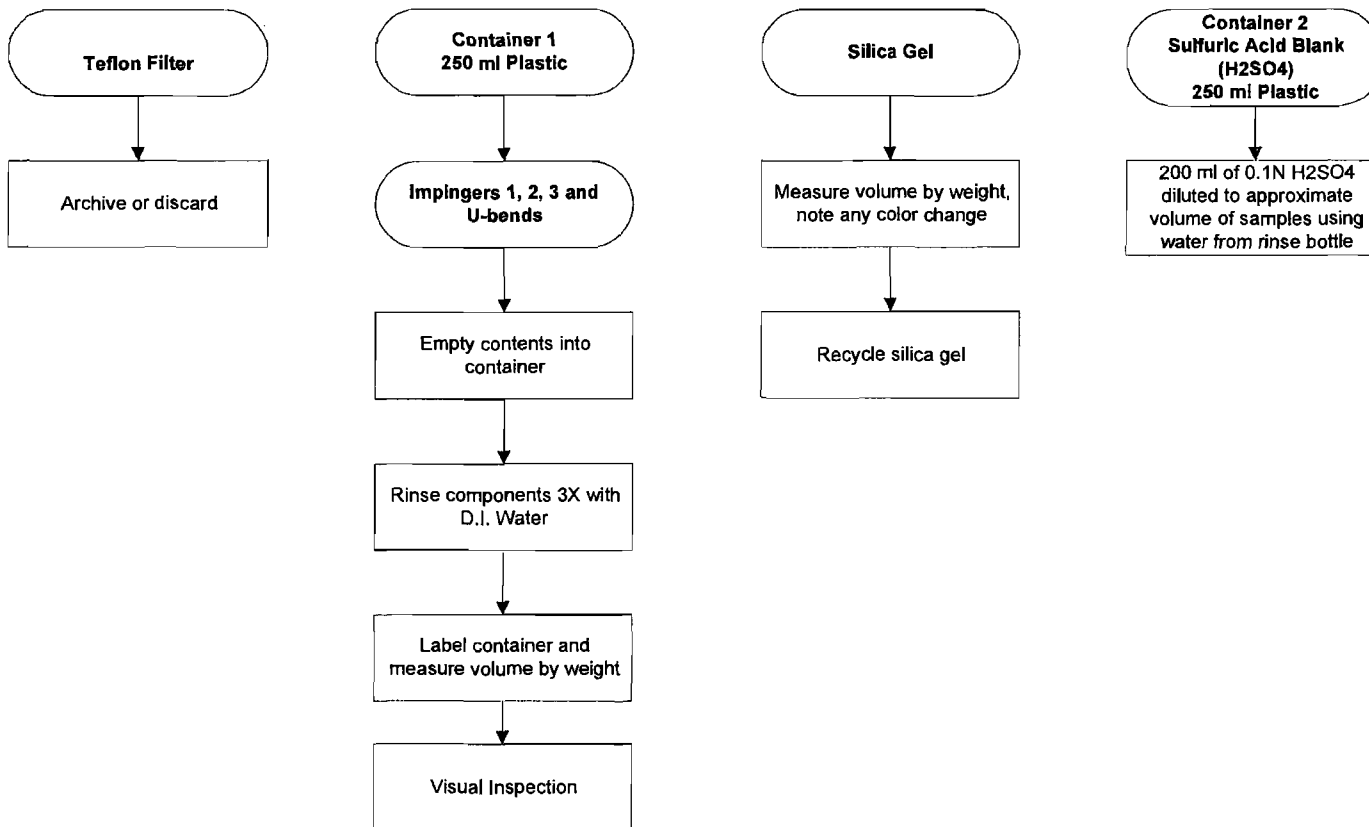 Teflon Filter
Archive or discard
Container 1
250 ml Plastic
Impingers 1, 2, 3 and
U-bends
Empty contents into
container
Rinse components 3X with
D.I. Water
Label container and
measure volume by weight
Visual Inspection
Silica Gel
Measure volume by weight,
note any color change
Recycle silica gel
Container 2
Sulfuric Acid Blank
(H2SO4)
250 ml Plastic
200 ml of 0.1N H2SO4
diluted to approximate
volume of samples using
water from rinse bottle